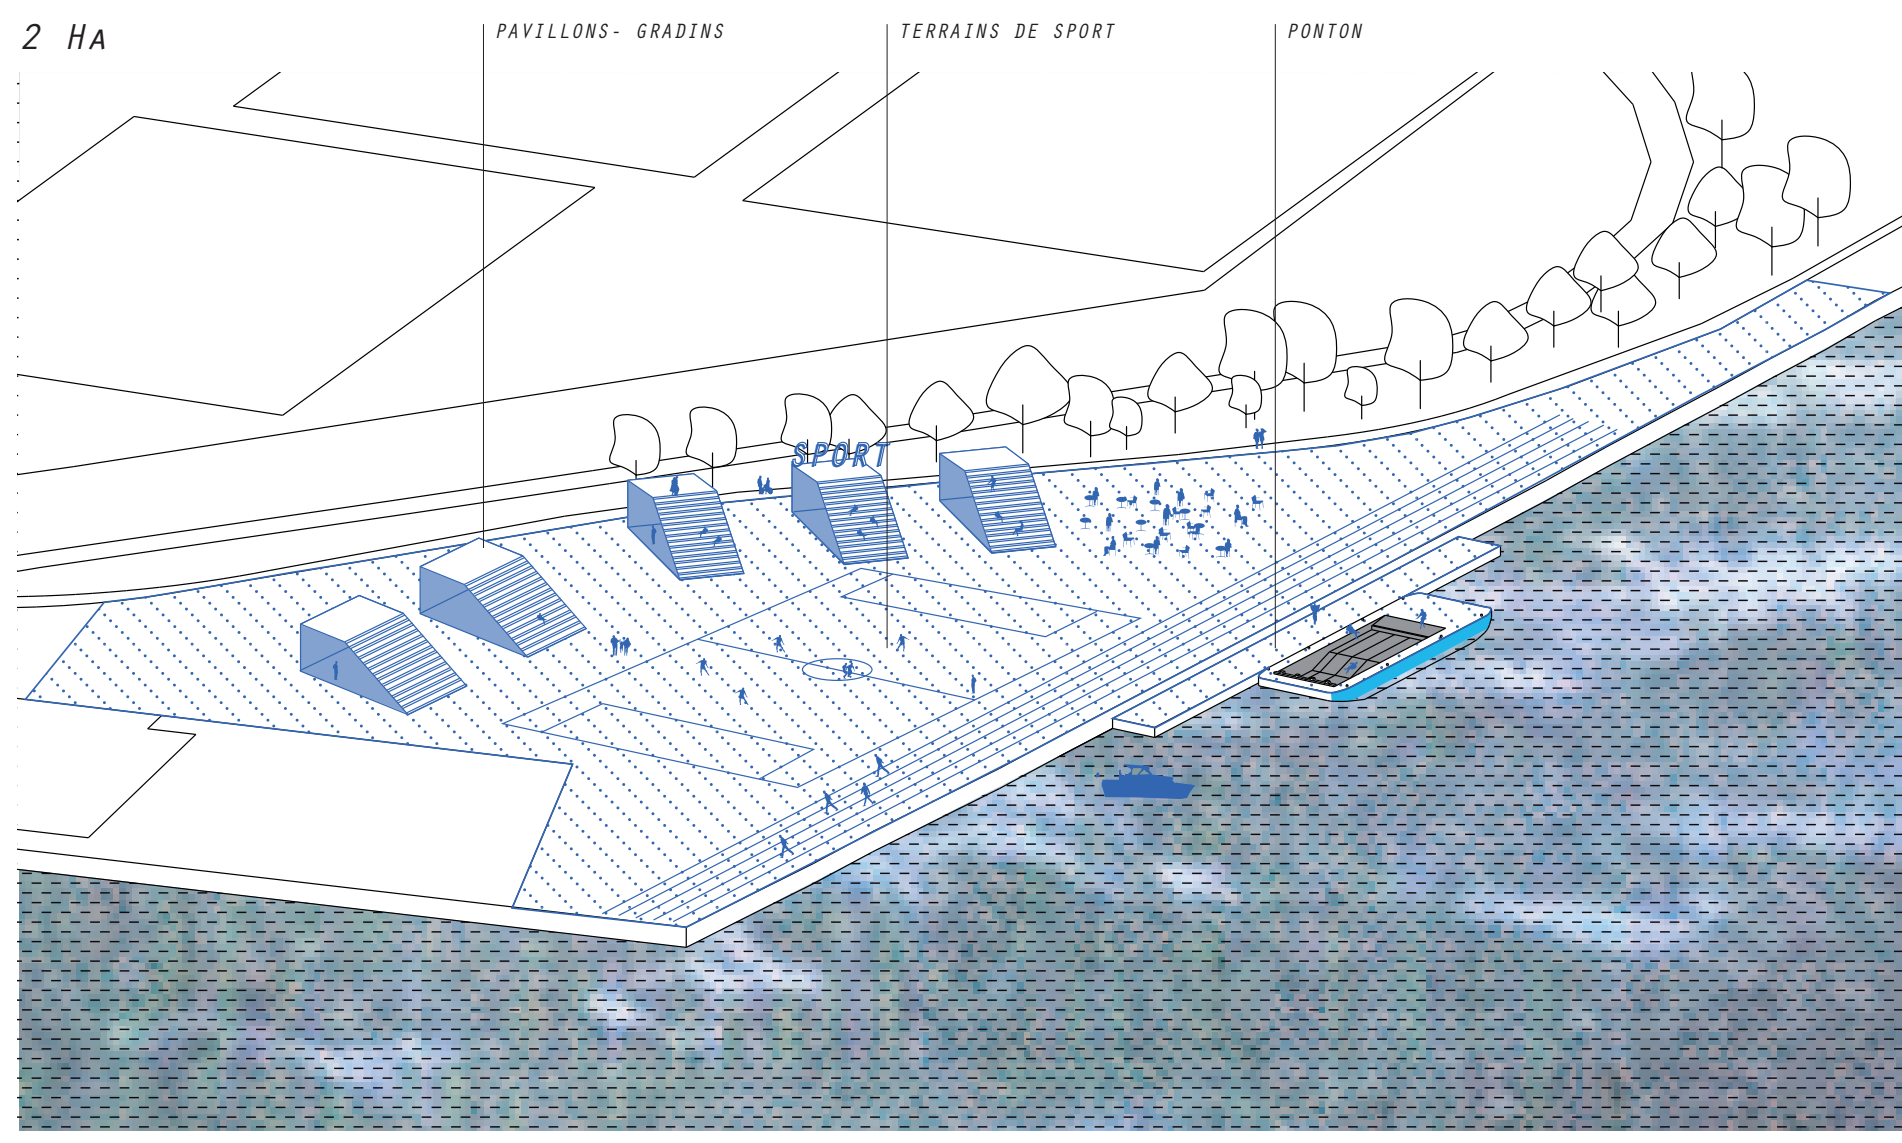 2 HA
PAVILLONS- GRADINS
TERRAINS DE SPORT
PONTON
SPORT